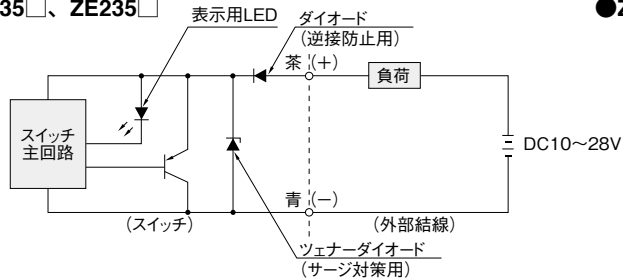 35□、ZE235□
●Z
表示用LED
ダイオード
(逆接防止用)
茶 (+)
負荷
スイッチ
主回路
DC10〜28V
青 (−)
(スイッチ)
(外部結線)
ツェナーダイオード
(サージ対策用)